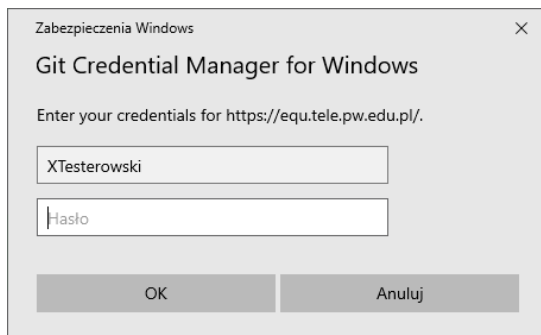 Zabezpieczenia Windows
Git Credential Manager for Windows
Enter your credentials for https://equ.tele.pw.edu.pl/.
XTesterowski
Hasło
OK
Anuluj